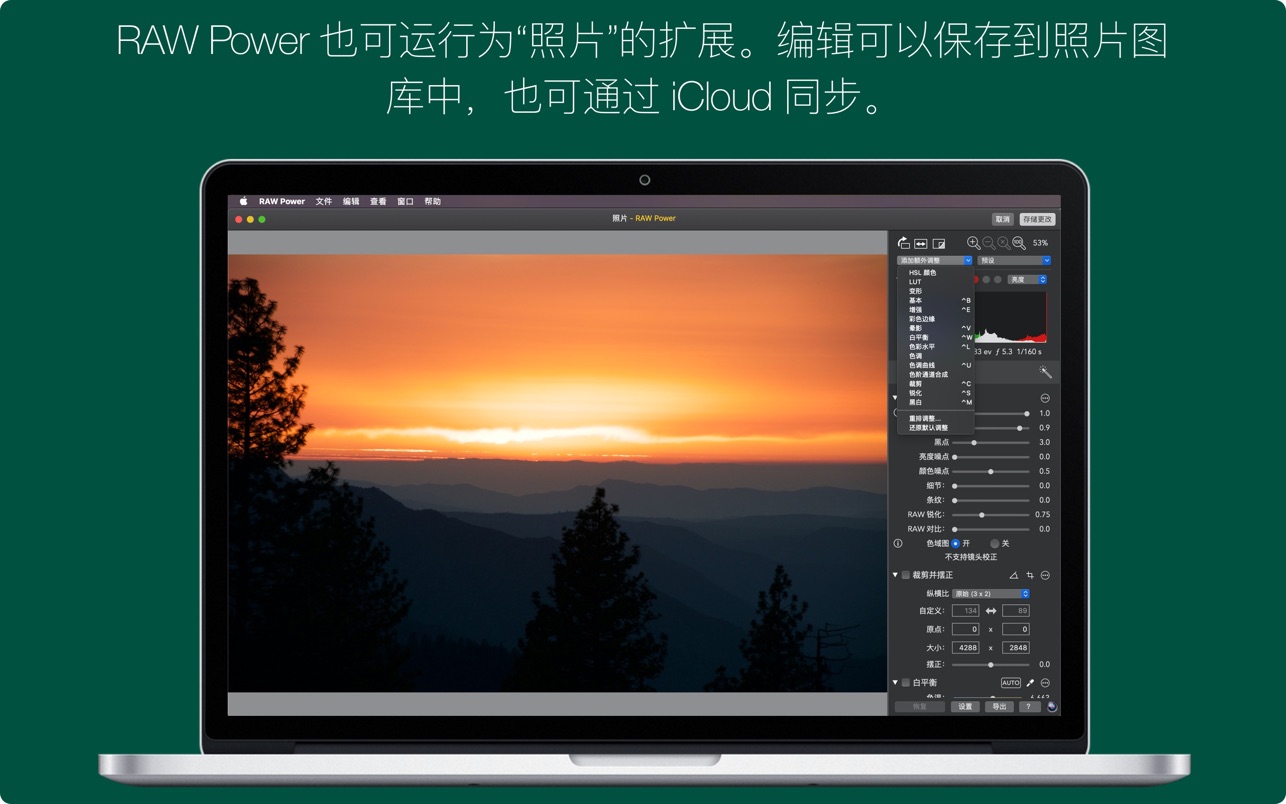 RAW Power 也可运行为“照片”的扩展。编辑可以保存到照片图
库中，也可通过 iCloud 同步。
RAW Power 文件 编辑 查看 窗口 帮助
照片 - RAW Power 取消 存储更改
53%
添加额外调整 预设
HSL 颜色
LUT
亮度
变形
基本 ^B
增强 ^E
彩色边缘
晕影 ^V
白平衡 ^W
色彩水平 ^L
色调
33 ev ƒ 5.3 1/160 s
色调曲线 ^U
色阶通道合成
裁剪 ^C
锐化 ^S
黑白 ^M
重排调整...
还原默认调整
1.0
0.9
黑点 3.0
亮度噪点 0.0
颜色噪点 0.5
细节: 0.0
条纹: 0.0
RAW 锐化: 0.75
RAW 对比: 0.0
色域图 开 关
不支持镜头校正
裁剪并摆正
纵横比 原始 (3 x 2)
自定义: 134 89
原点: 0 x 0
大小: 4288 x 2848
摆正: 0.0
白平衡 AUTO
恢复 设置 导出 ?